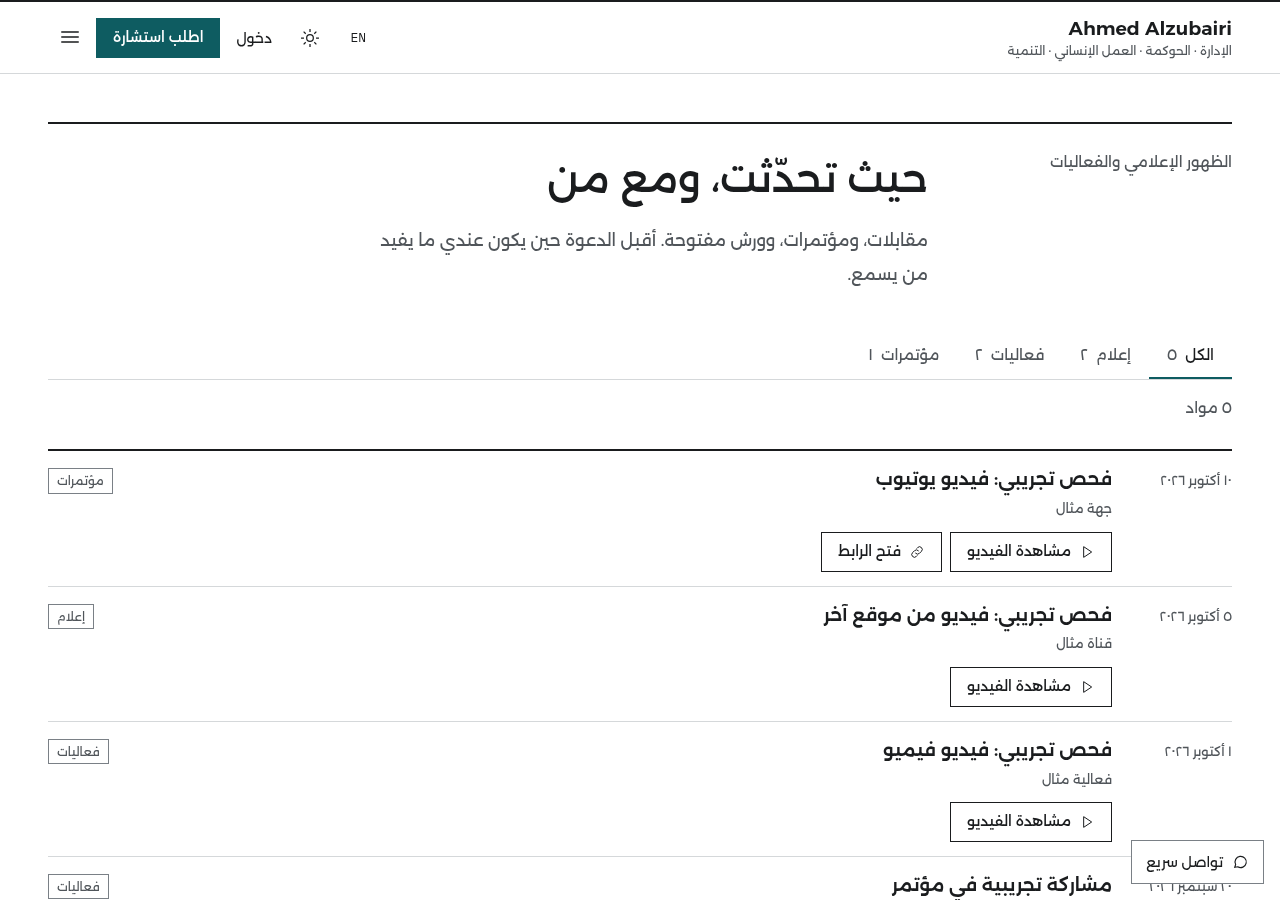 Ahmed Alzubairi
الإدارة · الحوكمة · العمل الإنساني · التنمية
EN
دخول
اطلب استشارة
الظهور الإعلامي والفعاليات
حيث تحدّثت، ومع من
مقابلات، ومؤتمرات، وورش مفتوحة. أقبل الدعوة حين يكون عندي ما يفيد
من يسمع.
الكل ٥
إعلام ٢
فعاليات ٢
مؤتمرات ١
٥ مواد
١٠ أكتوبر ٢٠٢٦
فحص تجريبي: فيديو يوتيوب
مؤتمرات
جهة مثال
مشاهدة الفيديو
فتح الرابط
٥ أكتوبر ٢٠٢٦
فحص تجريبي: فيديو من موقع آخر
إعلام
قناة مثال
مشاهدة الفيديو
١ أكتوبر ٢٠٢٦
فحص تجريبي: فيديو فيميو
فعاليات
فعالية مثال
مشاهدة الفيديو
تواصل سريع
مشاركة تجريبية في مؤتمر
فعاليات